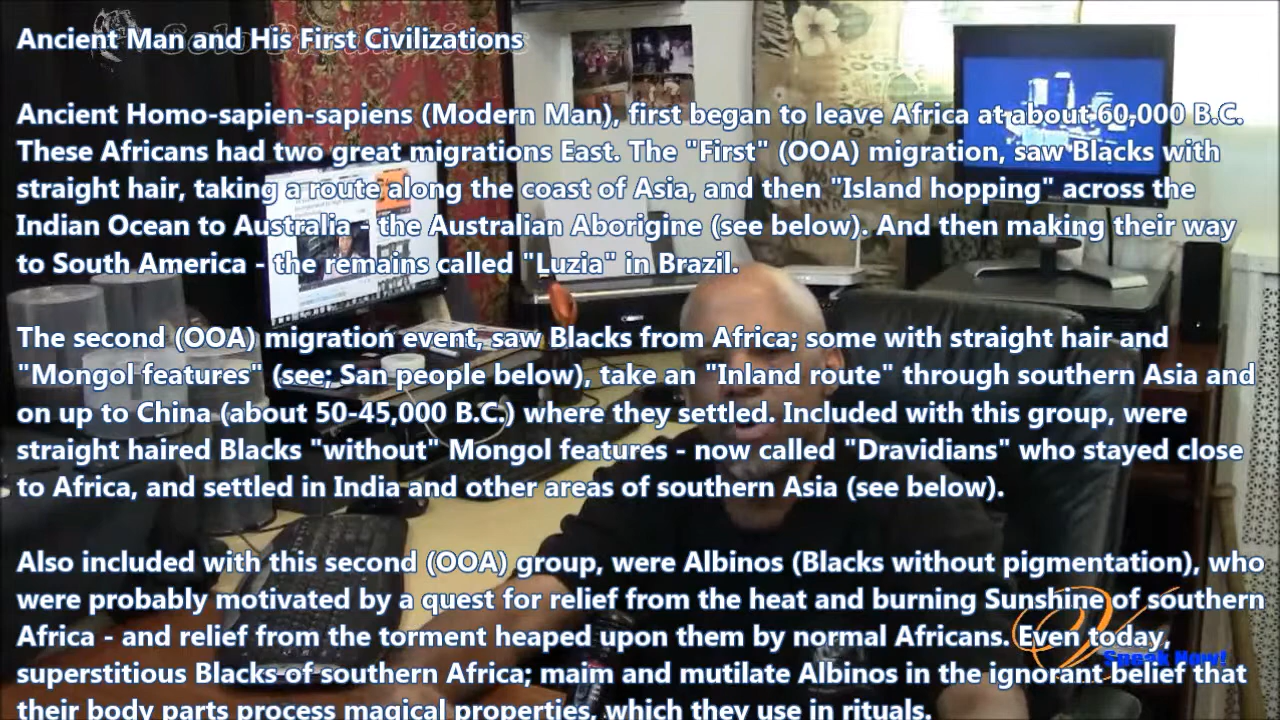 Ancient Man and His First Civilizations
Ancient Homo-sapien-sapiens (Modern Man), first began to leave Africa at about 60,000 B.C.
These Africans had two great migrations East. The "First" (OOA) migration, saw Blacks with
straight hair, taking a route along the coast of Asia, and then "Island hopping" across the
Indian Ocean to Australia - the Australian Aborigine (see below). And then making their way
to South America - the remains called "Luzia" in Brazil.
The second (OOA) migration event, saw Blacks from Africa; some with straight hair and
"Mongol features" (see; San people below), take an "Inland route" through southern Asia and
on up to China (about 50-45,000 B.C.) where they settled. Included with this group, were
straight haired Blacks "without" Mongol features - now called "Dravidians" who stayed close
to Africa, and settled in India and other areas of southern Asia (see below).
Also included with this second (OOA) group, were Albinos (Blacks without pigmentation), who
were probably motivated by a quest for relief from the heat and burning Sunshine of southern
Africa - and relief from the torment heaped upon them by normal Africans. Even today,
superstitious Blacks of southern Africa; maim and mutilate Albinos in the ignorant belief that
their body parts process magical properties, which they use in rituals.
Speak Now!